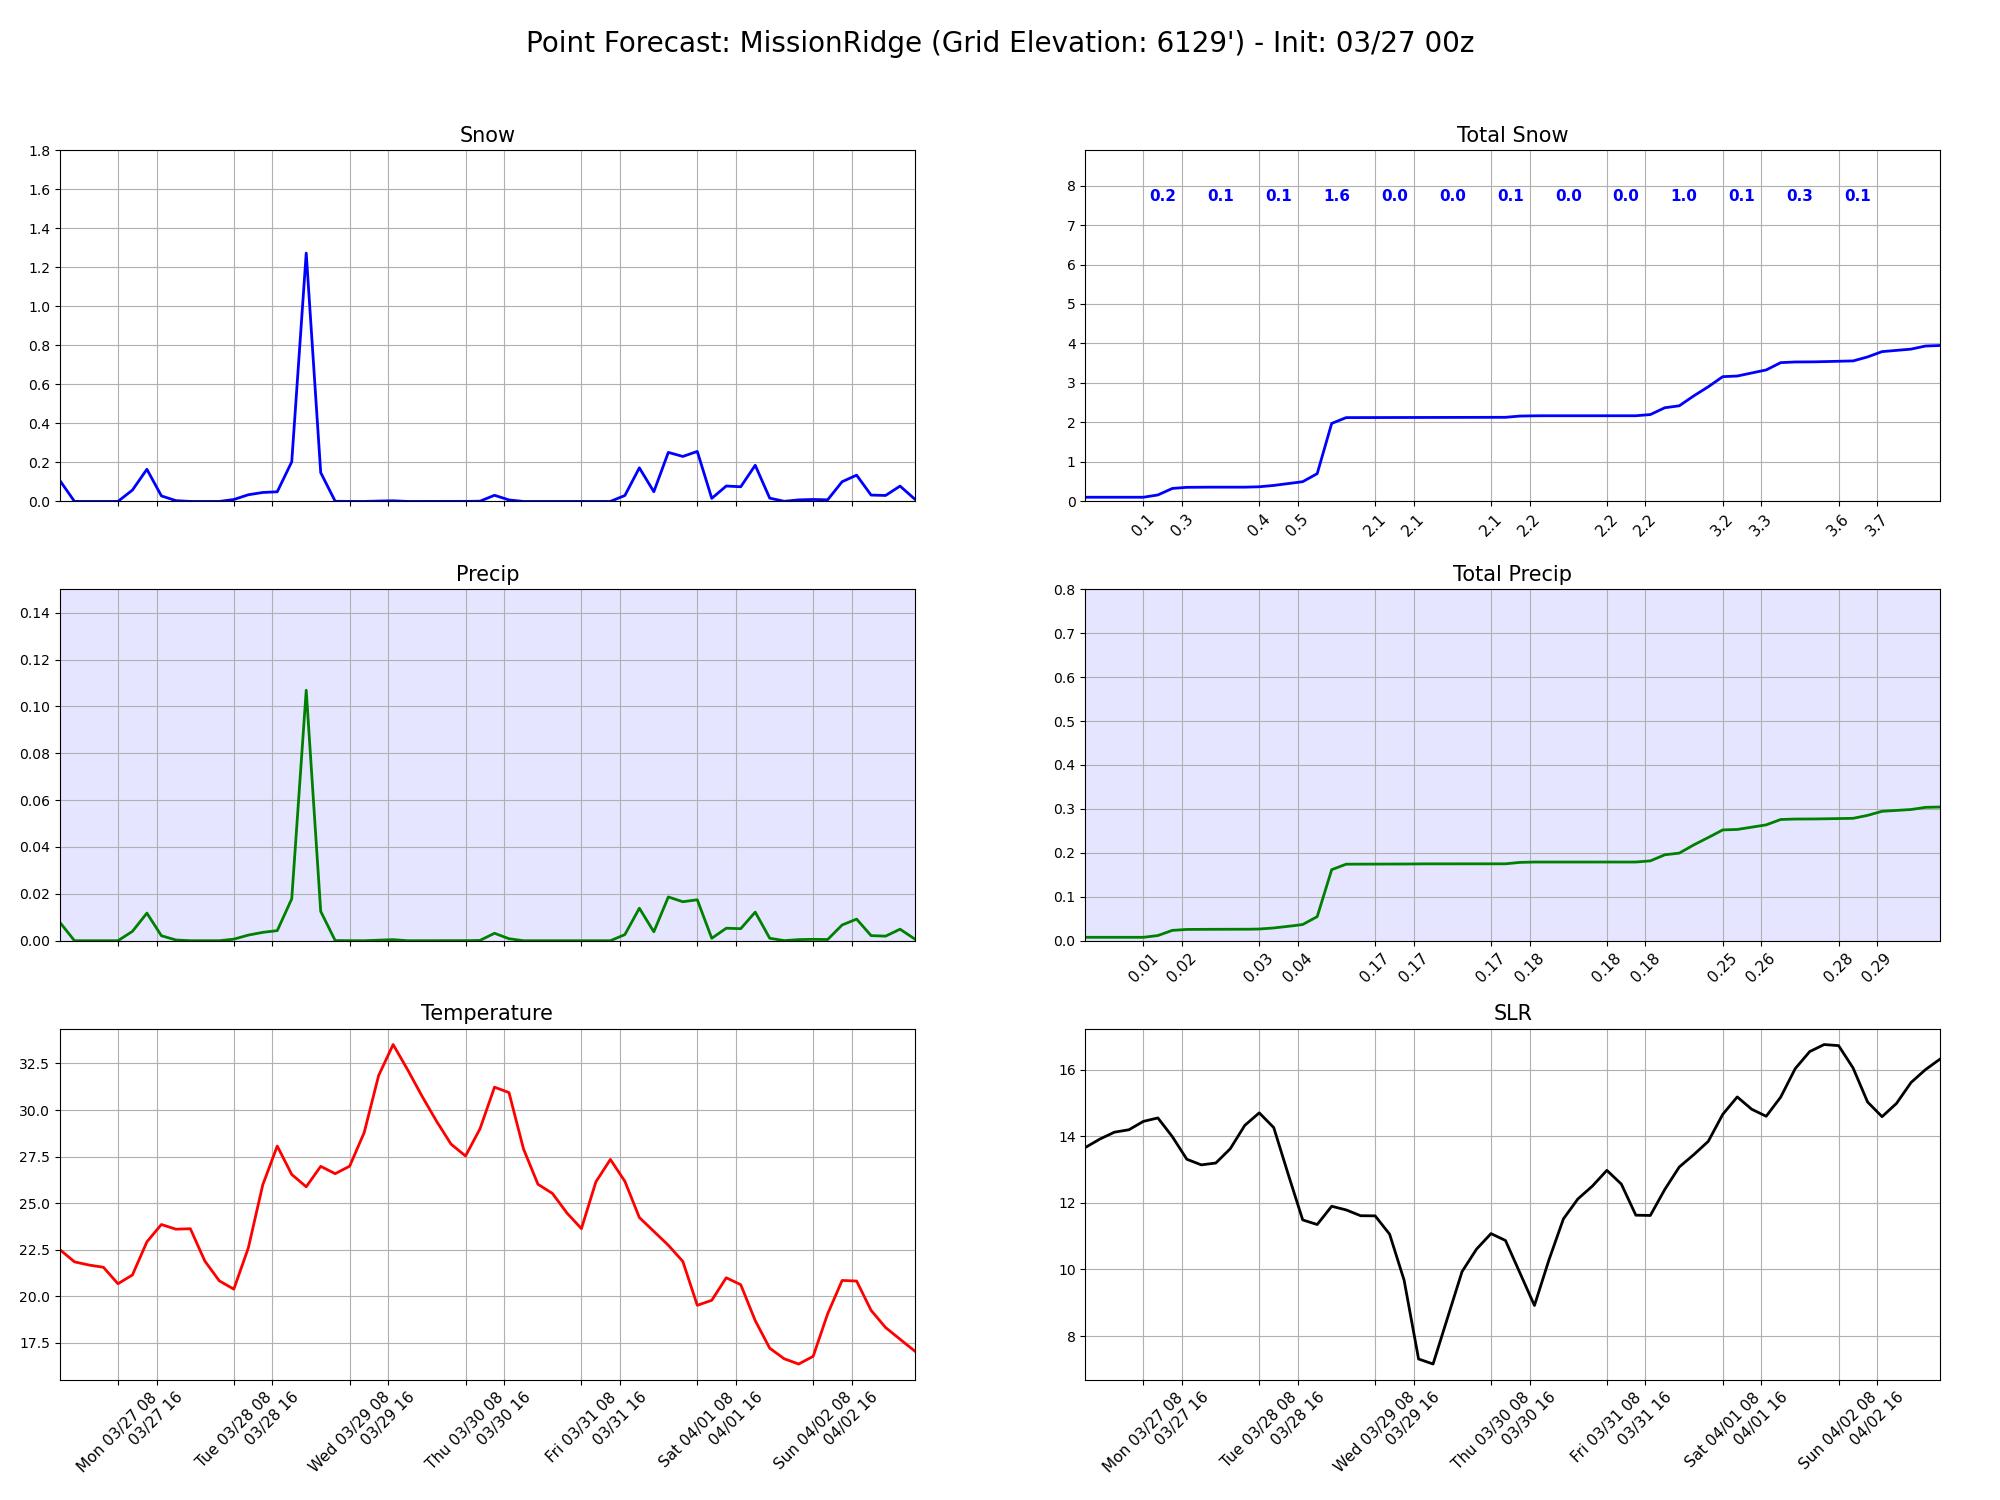 Point Forecast: MissionRidge (Grid Elevation: 6129') - Init: 03/27 00z
Snow
1.8
1.6
1.4
1.2
1.0
0.8
0.6
0.4
0.2
0.0
Total Snow
8
7
6
5
4
3
2
1
0
0.2 0.1 0.1 1.6 0.0 0.0 0.1 0.0 0.0 1.0 0.1 0.3 0.1
0.1 0.3 0.4 0.5 2.1 2.1 2.1 2.2 2.2 2.2 3.2 3.3 3.6 3.7
Precip
0.14
0.12
0.10
0.08
0.06
0.04
0.02
0.00
Total Precip
0.8
0.7
0.6
0.5
0.4
0.3
0.2
0.1
0.0
0.01 0.02 0.03 0.04 0.17 0.17 0.17 0.18 0.18 0.18 0.25 0.26 0.28 0.29
Temperature
32.5
30.0
27.5
25.0
22.5
20.0
17.5
Mon 03/27 08
03/27 16
Tue 03/28 08
03/28 16
Wed 03/29 08
03/29 16
Thu 03/30 08
03/30 16
Fri 03/31 08
03/31 16
Sat 04/01 08
04/01 16
Sun 04/02 08
04/02 16
SLR
16
14
12
10
8
Mon 03/27 08
03/27 16
Tue 03/28 08
03/28 16
Wed 03/29 08
03/29 16
Thu 03/30 08
03/30 16
Fri 03/31 08
03/31 16
Sat 04/01 08
04/01 16
Sun 04/02 08
04/02 16